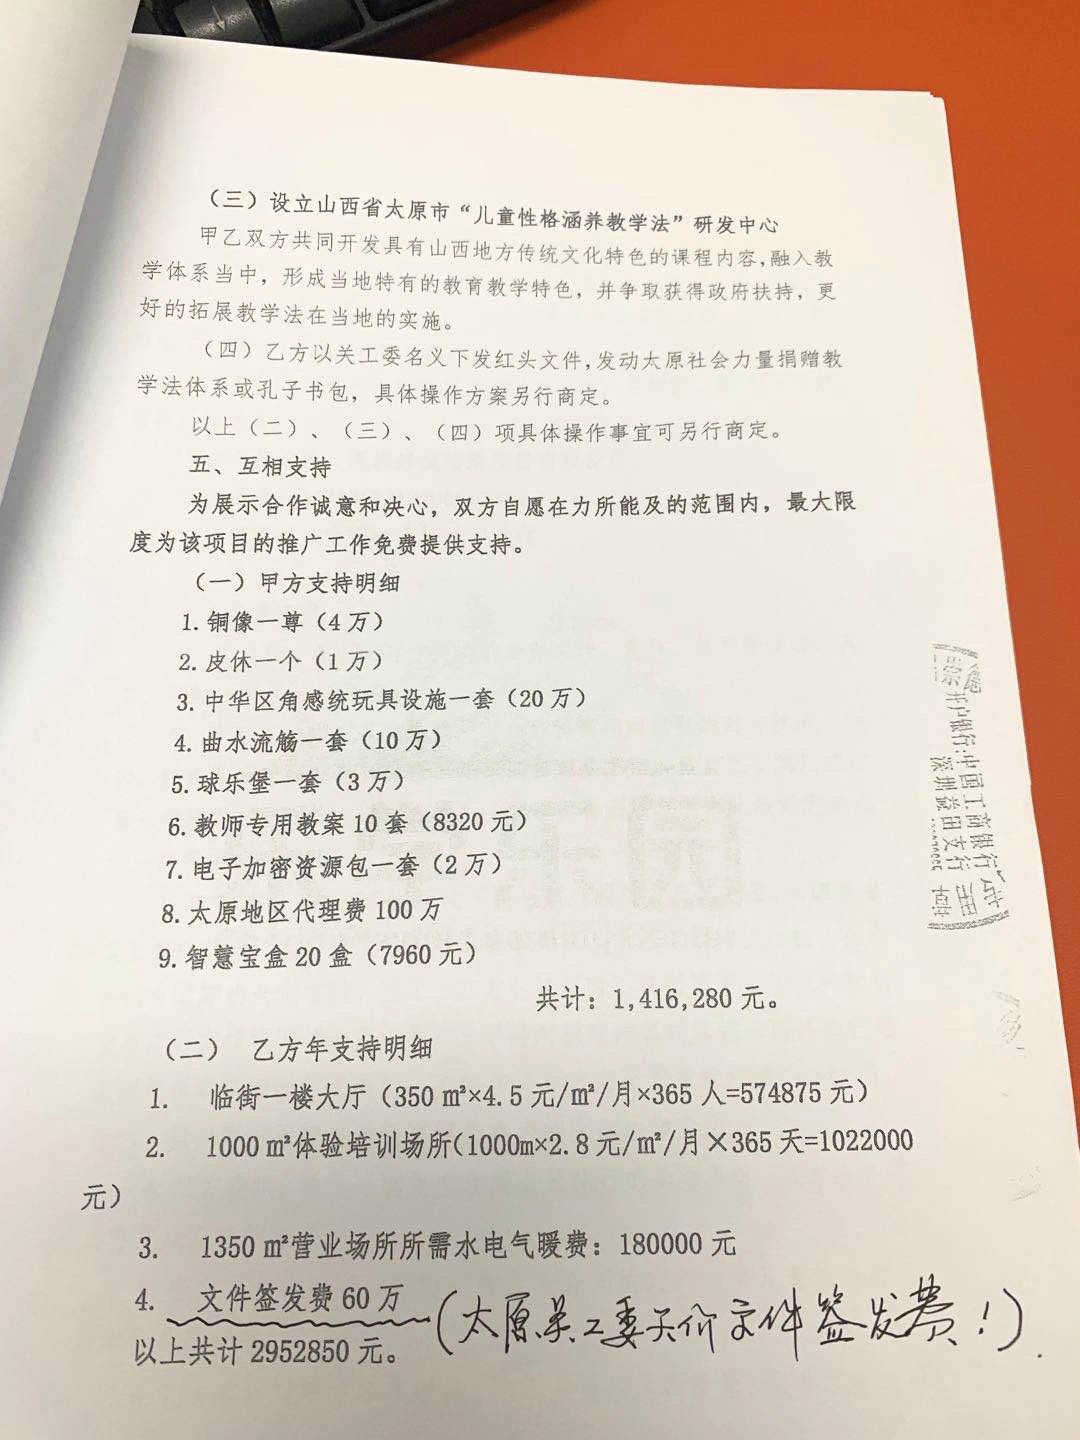 （三）设立山西省太原市“儿童性格涵养教学法”研发中心
甲乙双方共同开发具有山西地方传统文化特色的课程内容,融入教
学体系当中，形成当地特有的教育教学特色，并争取获得政府扶持，更
好的拓展教学法在当地的实施。
（四）乙方以关工委名义下发红头文件,发动太原社会力量捐赠教
学法体系或孔子书包，具体操作方案另行商定。
以上（二）、（三）、（四）项具体操作事宜可另行商定。
五、互相支持
为展示合作诚意和决心，双方自愿在力所能及的范围内，最大限
度为该项目的推广工作免费提供支持。
（一）甲方支持明细
1.铜像一尊（4万）
2.皮休一个（1万）
3.中华区角感统玩具设施一套（20万）
4.曲水流觞一套（10万）
5.球乐堡一套（3万）
6.教师专用教案10套（8320元）
7.电子加密资源包一套（2万）
8.太原地区代理费100万
9.智慧宝盒20盒（7960元）
共计：1,416,280元。
（二） 乙方年支持明细
1. 临街一楼大厅（350㎡×4.5元/㎡/月×365人=574875元）
2. 1000㎡体验培训场所(1000m×2.8元/㎡/月×365天=1022000
元）
3. 1350㎡营业场所所需水电气暖费：180000元
4. 文件签发费60万（太原关工委天价文件签发费！）
以上共计2952850元。
开户银行:中国工商银行
深圳益田支行